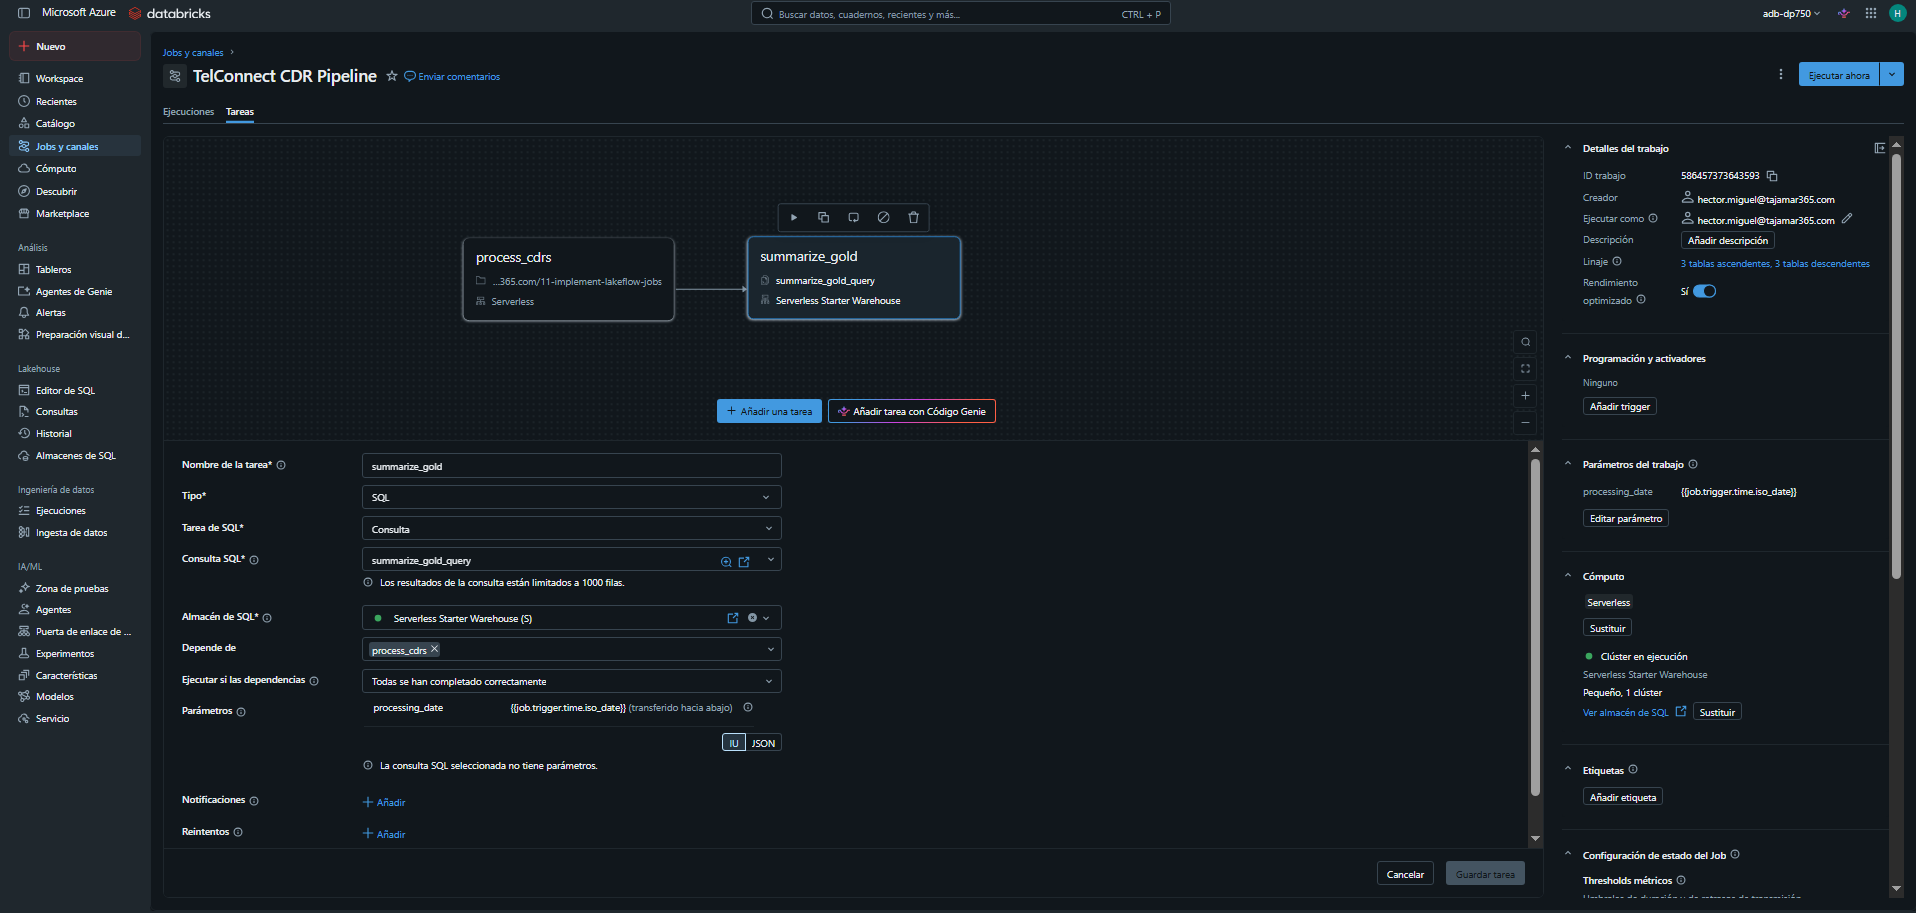 Microsoft Azure databricks
Buscar datos, cuadernos, recientes y más... CTRL + P
adb-dp750
H
Nuevo
Workspace
Recientes
Catálogo
Jobs y canales
Cómputo
Descubrir
Marketplace
Análisis
Tableros
Agentes de Genie
Alertas
Preparación visual d...
Lakehouse
Editor de SQL
Consultas
Historial
Almacenes de SQL
Ingeniería de datos
Ejecuciones
Ingesta de datos
IA/ML
Zona de pruebas
Agentes
Puerta de enlace de ...
Experimentos
Características
Modelos
Servicio
Jobs y canales
TelConnect CDR Pipeline
Enviar comentarios
Ejecutar ahora
Ejecuciones Tareas
process_cdrs
...365.com/11-implement-lakeflow-jobs
Serverless
summarize_gold
summarize_gold_query
Serverless Starter Warehouse
Añadir una tarea
Añadir tarea con Código Genie
Nombre de la tarea* summarize_gold
Tipo* SQL
Tarea de SQL* Consulta
Consulta SQL* summarize_gold_query
Los resultados de la consulta están limitados a 1000 filas.
Almacén de SQL* Serverless Starter Warehouse (S)
Depende de process_cdrs
Ejecutar si las dependencias Todas se han completado correctamente
Parámetros processing_date {{job.trigger.time.iso_date}} (transferido hacia abajo)
IU JSON
La consulta SQL seleccionada no tiene parámetros.
Notificaciones Añadir
Reintentos Añadir
Cancelar Guardar tarea
Detalles del trabajo
ID trabajo 586457373643593
Creador hector.miguel@tajamar365.com
Ejecutar como hector.miguel@tajamar365.com
Descripción Añadir descripción
Linaje 3 tablas ascendentes, 3 tablas descendentes
Rendimiento
optimizado Sí
Programación y activadores
Ninguno
Añadir trigger
Parámetros del trabajo
processing_date {{job.trigger.time.iso_date}}
Editar parámetro
Cómputo
Serverless
Sustituir
Clúster en ejecución
Serverless Starter Warehouse
Pequeño, 1 clúster
Ver almacén de SQL Sustituir
Etiquetas
Añadir etiqueta
Configuración de estado del Job
Thresholds métricos